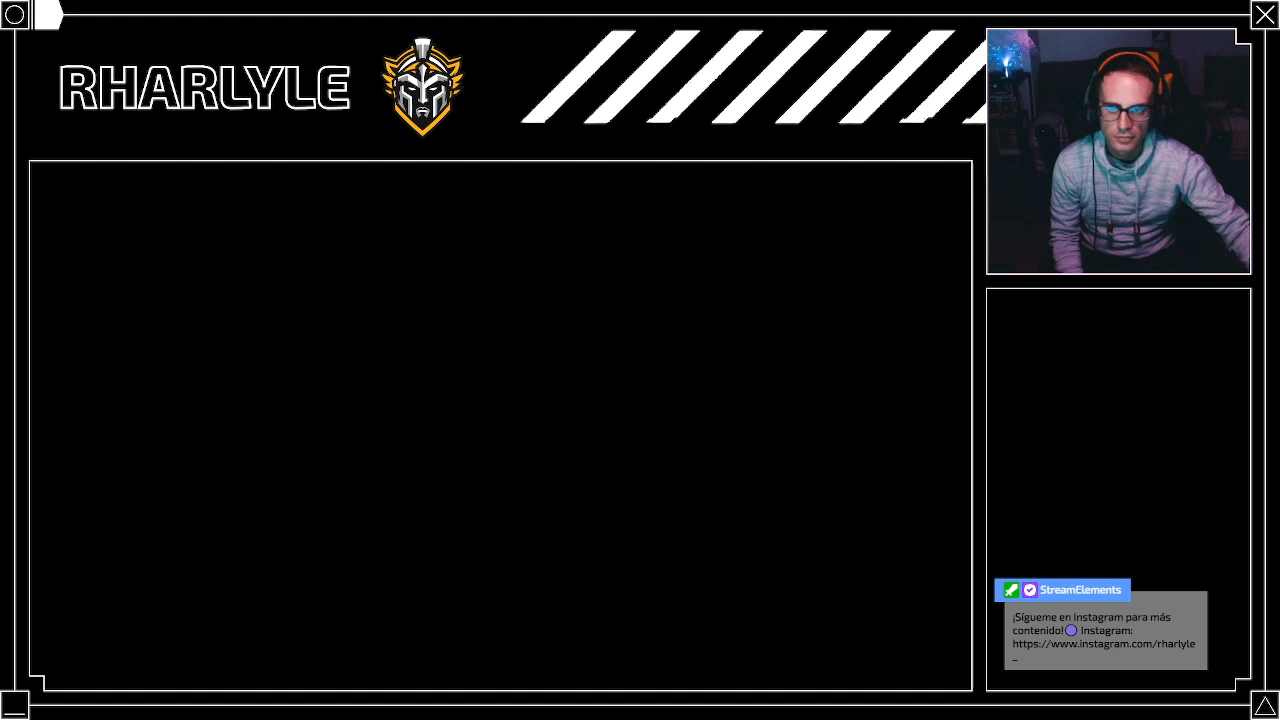 RHARLYLE
StreamElements
¡Sígueme en Instagram para más
contenido! Instagram:
https://www.instagram.com/rharlyle
_